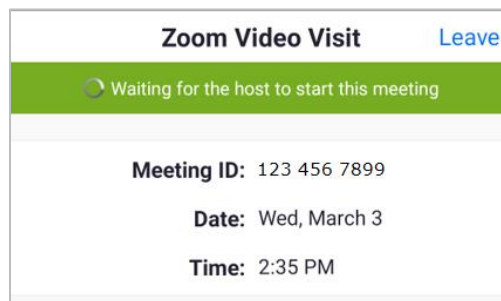 Zoom Video Visit Leave
Waiting for the host to start this meeting
Meeting ID: 123 456 7899
Date: Wed, March 3
Time: 2:35 PM